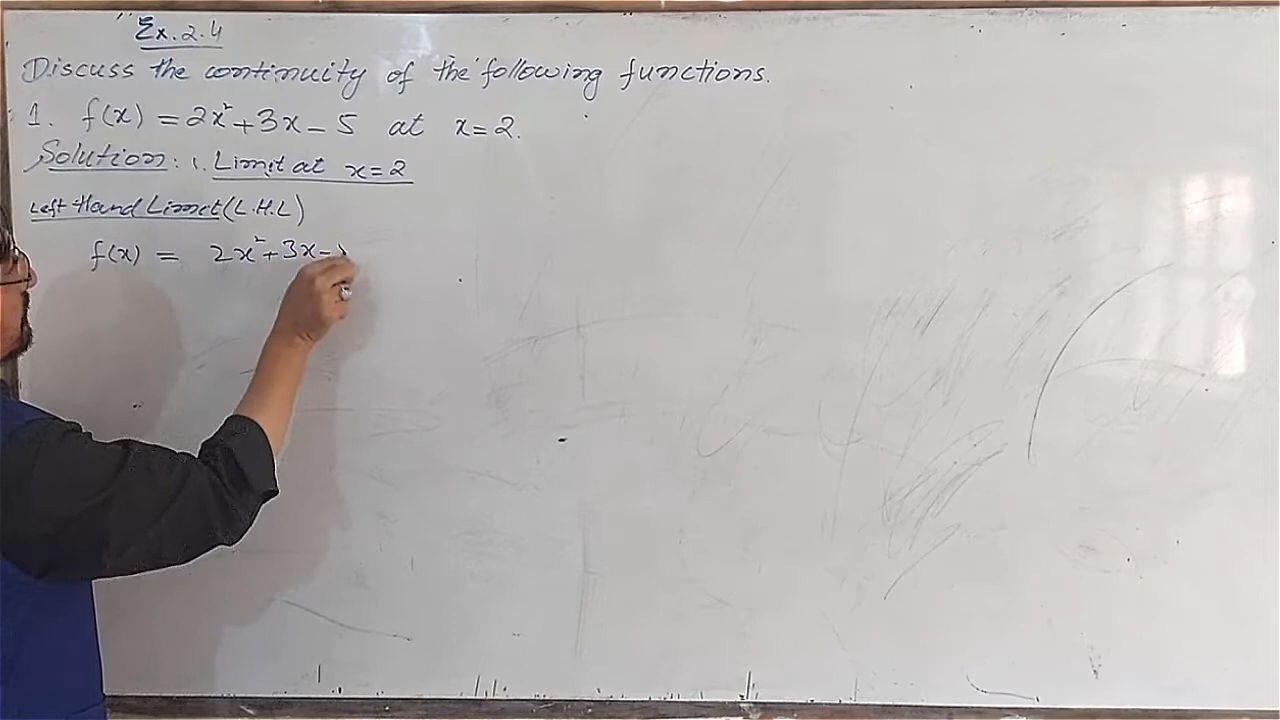 Ex. 2.4
Discuss the continuity of the following functions.
1. f(x) = 2x² + 3x - 5 at x = 2.
Solution: 1. Limit at x = 2
Left Hand Limit (L.H.L)
f(x) = 2x² + 3x -